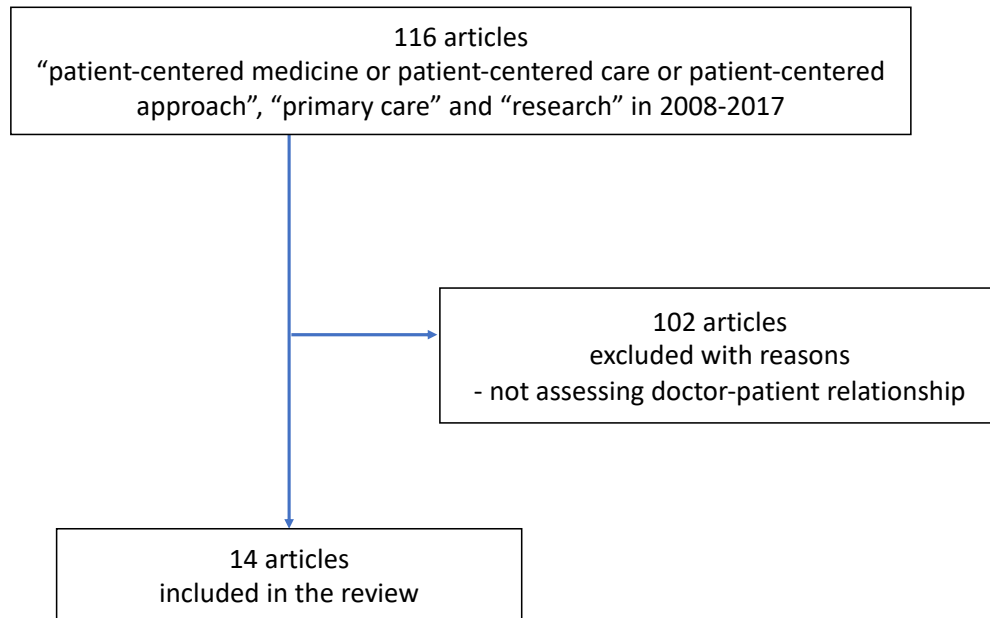 116 articles
“patient-centered medicine or patient-centered care or patient-centered
approach”, “primary care” and “research” in 2008-2017
102 articles
excluded with reasons
- not assessing doctor-patient relationship
14 articles
included in the review